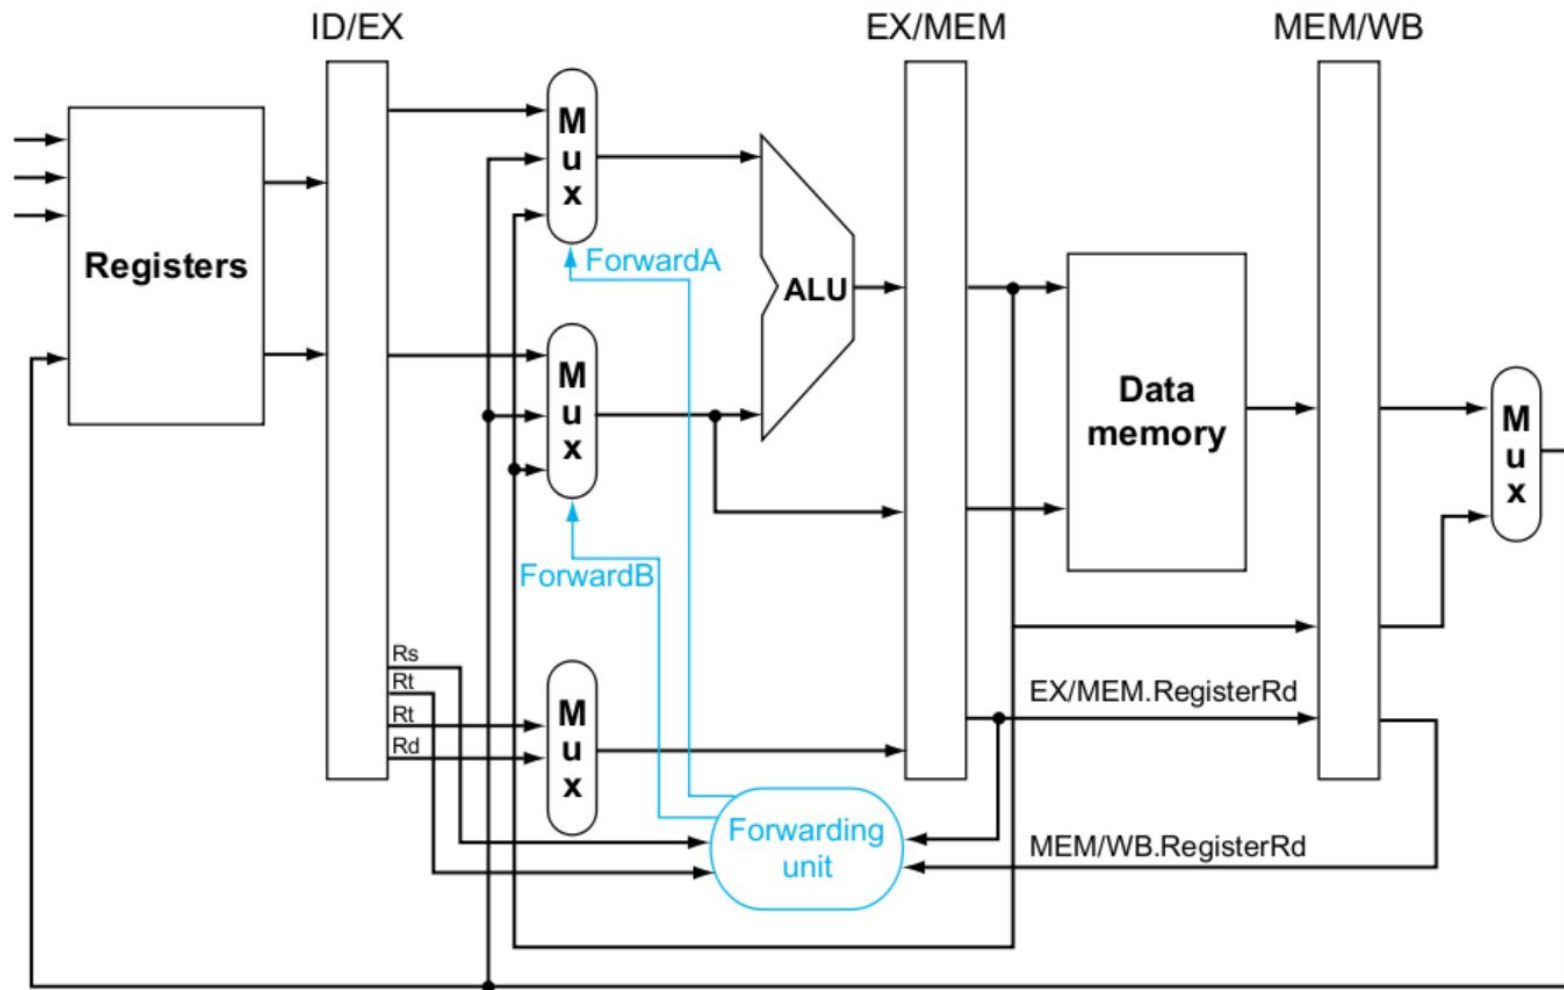 ID/EX
EX/MEM
MEM/WB
Registers
M
u
x
ForwardA
M
u
x
ForwardB
ALU
Data
memory
M
u
x
Rs
Rt
Rt
Rd
M
u
x
EX/MEM.RegisterRd
Forwarding
unit
MEM/WB.RegisterRd